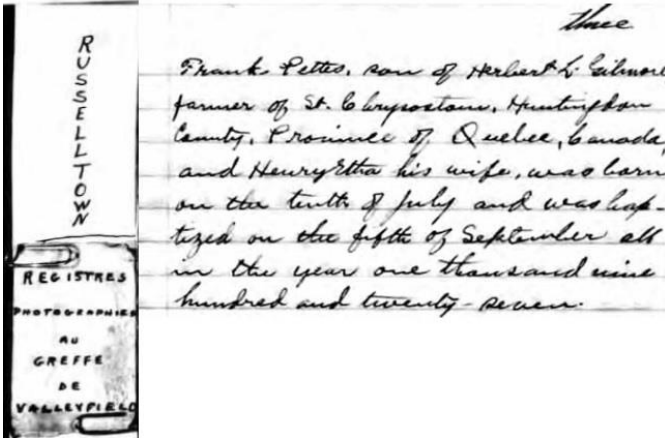 RUSSELLTOWN
REGISTRES
PHOTOGRAPHIES
AU
GREFFE
DE
VALLEYFIELD
three
Frank Pettes, son of Herbert L. Gilmore
farmer of St. Chrysostom, Huntingdon
County, Province of Quebec, Canada,
and HenryEtta his wife, was born
on the tenth of July and was bap-
tized on the fifth of September all
in the year one thousand nine
hundred and twenty-seven.